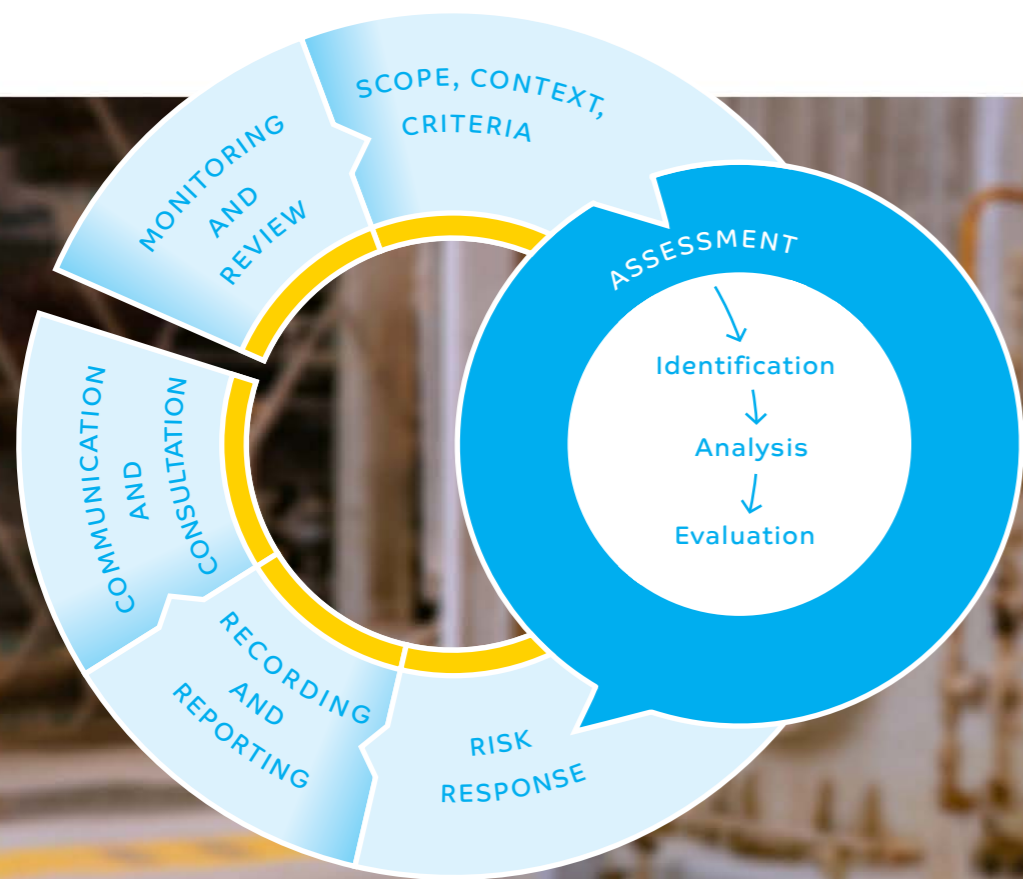 MONITORING
AND
REVIEW
SCOPE, CONTEXT,
CRITERIA
ASSESSMENT
Identification
Analysis
Evaluation
RISK
RESPONSE
RECORDING
AND
REPORTING
COMMUNICATION
AND
CONSULTATION